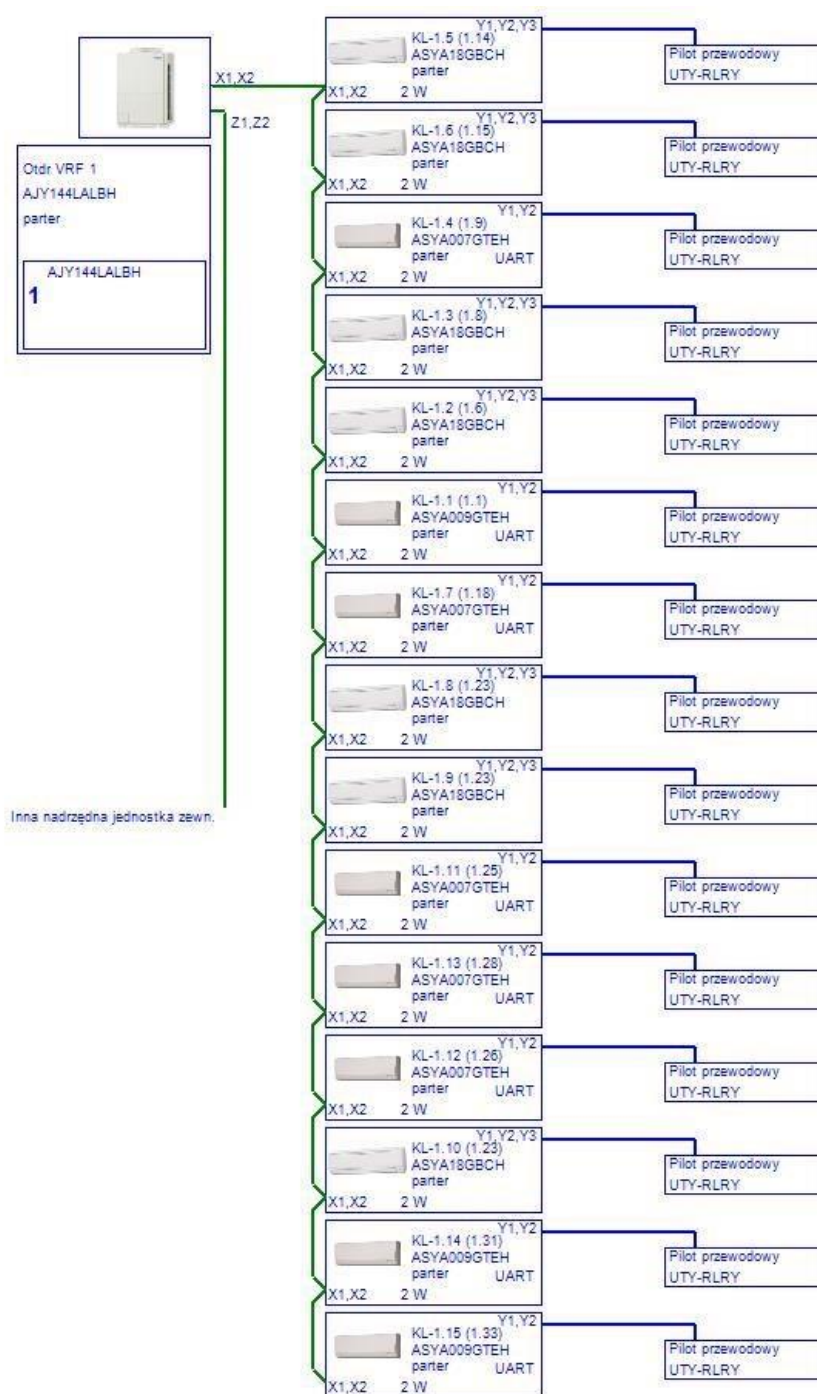 X1,X2
Z1,Z2
Otdr VRF 1
AJY144LALBH
parter
AJY144LALBH
1
Inna nadrzędna jednostka zewn.
Y1,Y2,Y3
KL-1.5 (1.14)
ASYA18GBCH
parter
X1,X2 2 W
Pilot przewodowy
UTY-RLRY
Y1,Y2,Y3
KL-1.6 (1.15)
ASYA18GBCH
parter
X1,X2 2 W
Pilot przewodowy
UTY-RLRY
Y1,Y2
KL-1.4 (1.9)
ASYA007GTEH
parter UART
X1,X2 2 W
Pilot przewodowy
UTY-RLRY
Y1,Y2,Y3
KL-1.3 (1.8)
ASYA18GBCH
parter
X1,X2 2 W
Pilot przewodowy
UTY-RLRY
Y1,Y2,Y3
KL-1.2 (1.6)
ASYA18GBCH
parter
X1,X2 2 W
Pilot przewodowy
UTY-RLRY
Y1,Y2
KL-1.1 (1.1)
ASYA009GTEH
parter UART
X1,X2 2 W
Pilot przewodowy
UTY-RLRY
Y1,Y2
KL-1.7 (1.18)
ASYA007GTEH
parter UART
X1,X2 2 W
Pilot przewodowy
UTY-RLRY
Y1,Y2,Y3
KL-1.8 (1.23)
ASYA18GBCH
parter
X1,X2 2 W
Pilot przewodowy
UTY-RLRY
Y1,Y2,Y3
KL-1.9 (1.23)
ASYA18GBCH
parter
X1,X2 2 W
Pilot przewodowy
UTY-RLRY
Y1,Y2
KL-1.11 (1.25)
ASYA007GTEH
parter UART
X1,X2 2 W
Pilot przewodowy
UTY-RLRY
Y1,Y2
KL-1.13 (1.28)
ASYA007GTEH
parter UART
X1,X2 2 W
Pilot przewodowy
UTY-RLRY
Y1,Y2
KL-1.12 (1.26)
ASYA007GTEH
parter UART
X1,X2 2 W
Pilot przewodowy
UTY-RLRY
Y1,Y2,Y3
KL-1.10 (1.23)
ASYA18GBCH
parter
X1,X2 2 W
Pilot przewodowy
UTY-RLRY
Y1,Y2
KL-1.14 (1.31)
ASYA009GTEH
parter UART
X1,X2 2 W
Pilot przewodowy
UTY-RLRY
Y1,Y2
KL-1.15 (1.33)
ASYA009GTEH
parter UART
X1,X2 2 W
Pilot przewodowy
UTY-RLRY